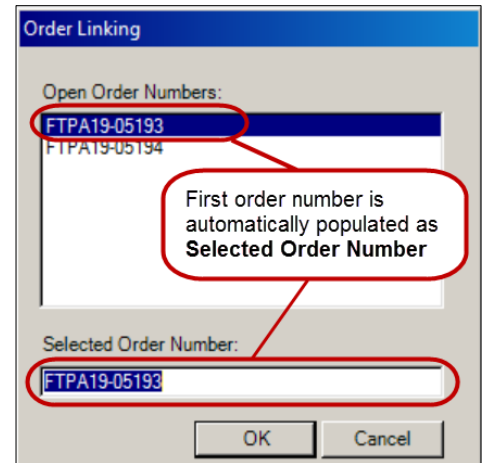 Order Linking
Open Order Numbers:
FTPA19-05193
FTPA19-05194
First order number is
automatically populated as
Selected Order Number
Selected Order Number:
FTPA19-05193
OK
Cancel